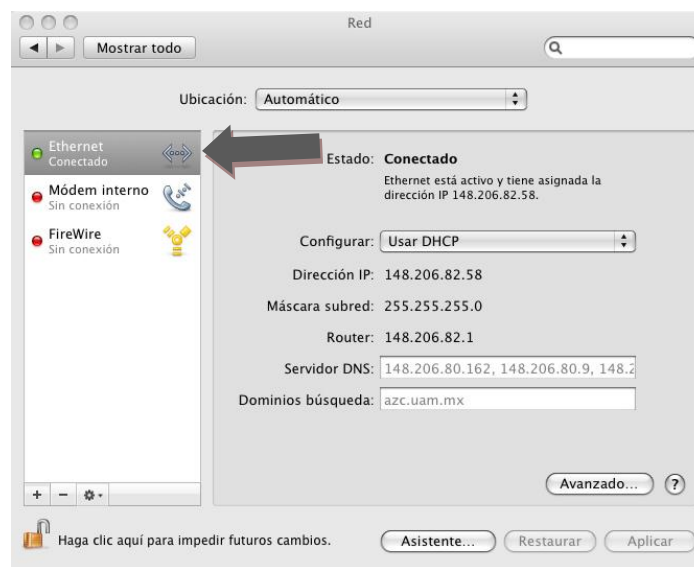 Red
Mostrar todo
Ubicación: Automático
Ethernet
Conectado
Módem interno
Sin conexión
FireWire
Sin conexión
Estado: Conectado
Ethernet está activo y tiene asignada la
dirección IP 148.206.82.58.
Configurar: Usar DHCP
Dirección IP: 148.206.82.58
Máscara subred: 255.255.255.0
Router: 148.206.82.1
Servidor DNS: 148.206.80.162, 148.206.80.9, 148.2
Dominios búsqueda: azc.uam.mx
Avanzado... ?
+ −
Haga clic aquí para impedir futuros cambios.
Asistente... Restaurar Aplicar